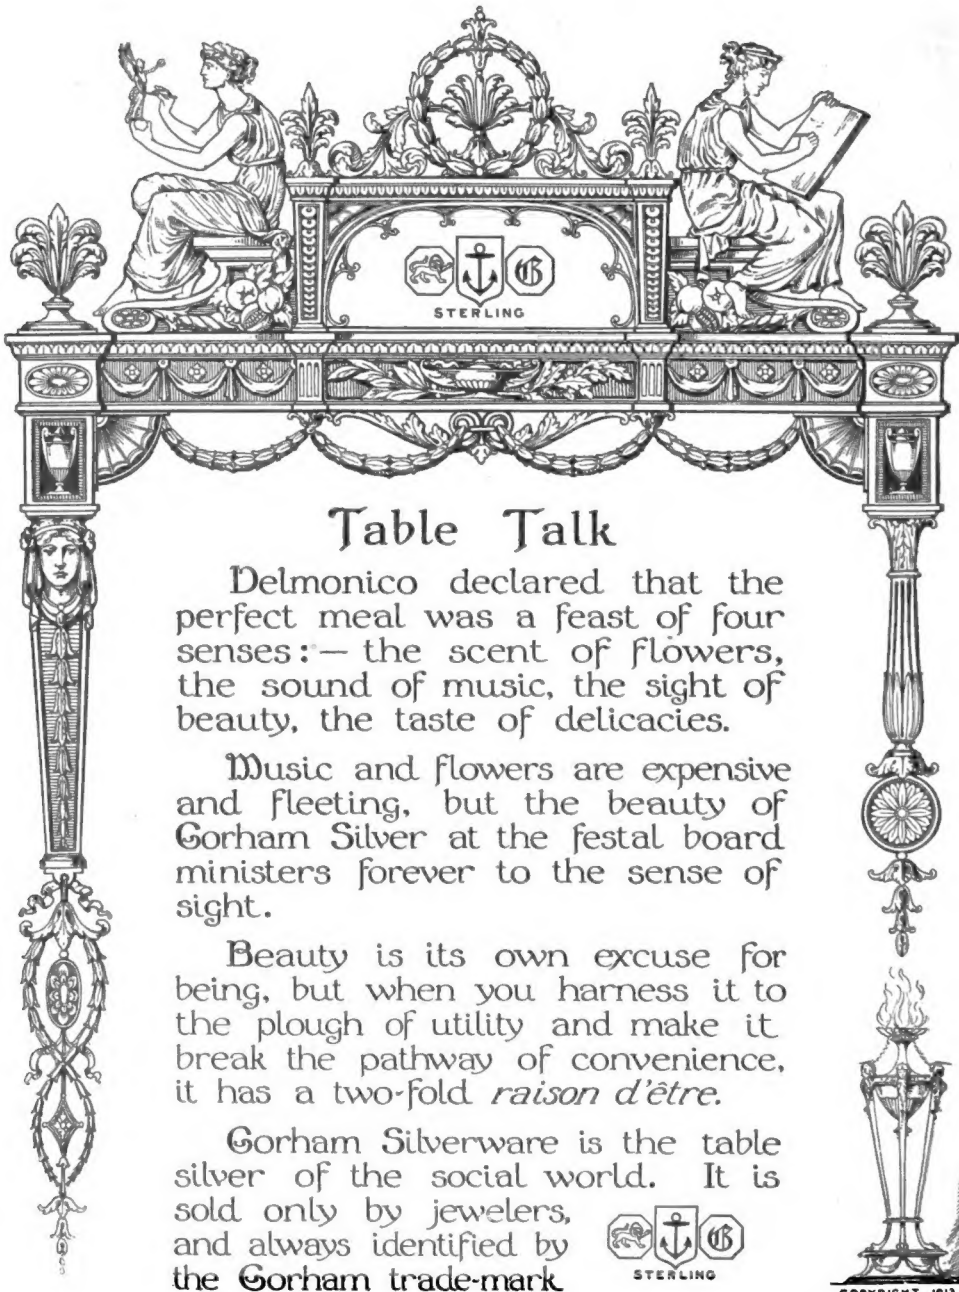 G
STERLING
Table Talk
Delmonico declared that the
perfect meal was a feast of four
senses:— the scent of flowers,
the sound of music, the sight of
beauty, the taste of delicacies.
Music and flowers are expensive
and fleeting, but the beauty of
Gorham Silver at the festal board
ministers forever to the sense of
sight.
Beauty is its own excuse for
being, but when you harness it to
the plough of utility and make it
break the pathway of convenience,
it has a two-fold raison d'être.
Gorham Silverware is the table
silver of the social world. It is
sold only by jewelers,
and always identified by
the Gorham trade-mark
G
STERLING
COPYRIGHT 1913